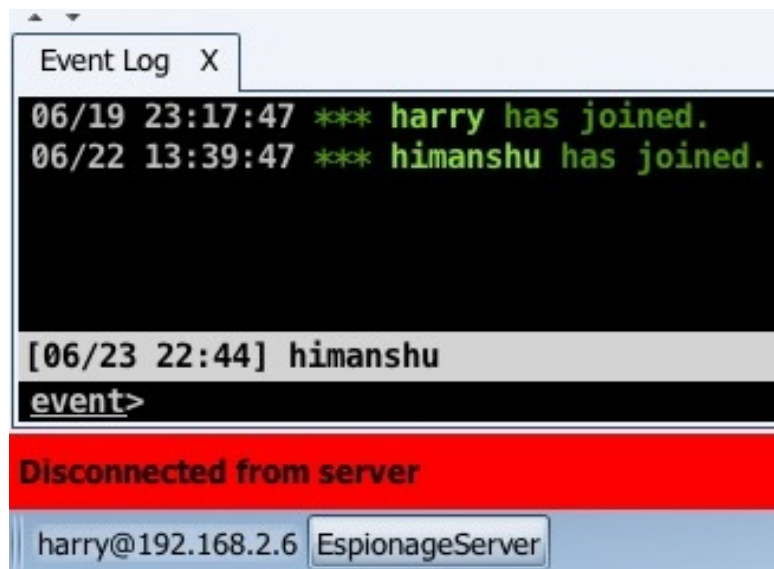 Event Log X
06/19 23:17:47 *** harry has joined.
06/22 13:39:47 *** himanshu has joined.
[06/23 22:44] himanshu
event>
Disconnected from server
harry@192.168.2.6 EspionageServer